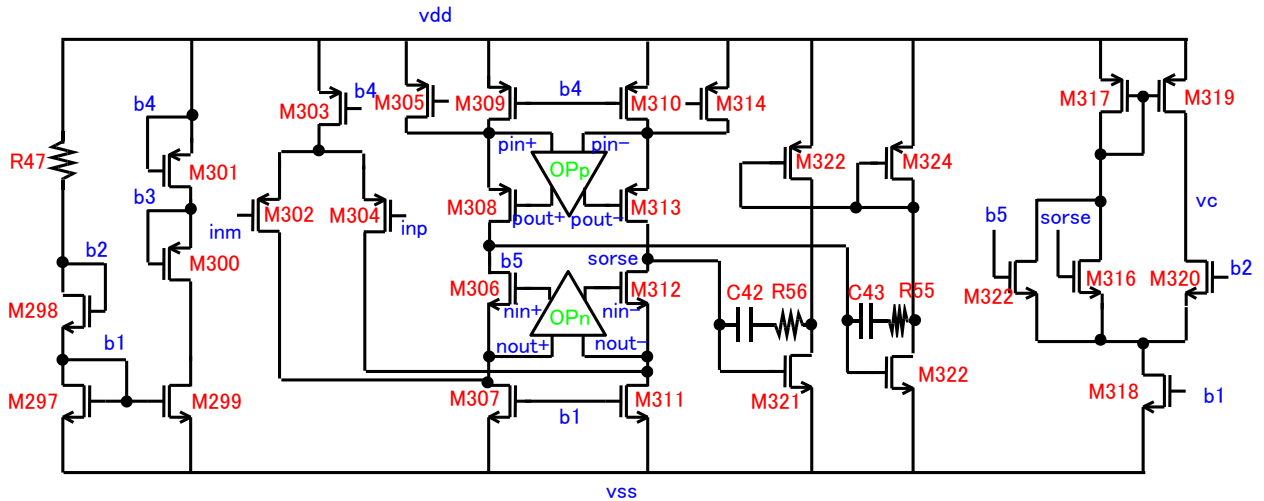 vdd
b4 b4 M305 M309 b4 M310 M314 M317 M319
M303
R47 M301 pin+ pin- M322 M324
OPp
b3 M302 M304 M308 pout+ pout- M313
inm inp b5 sorse vc
b2 M300 b5 sorse
M306 M312 M322 M316 M320 b2
M298 nin+ OPn nin- C42 R56 C43 R55
b1 nout+ nout-
M297 M299 M307 b1 M311 M321 M322 M318 b1
vss